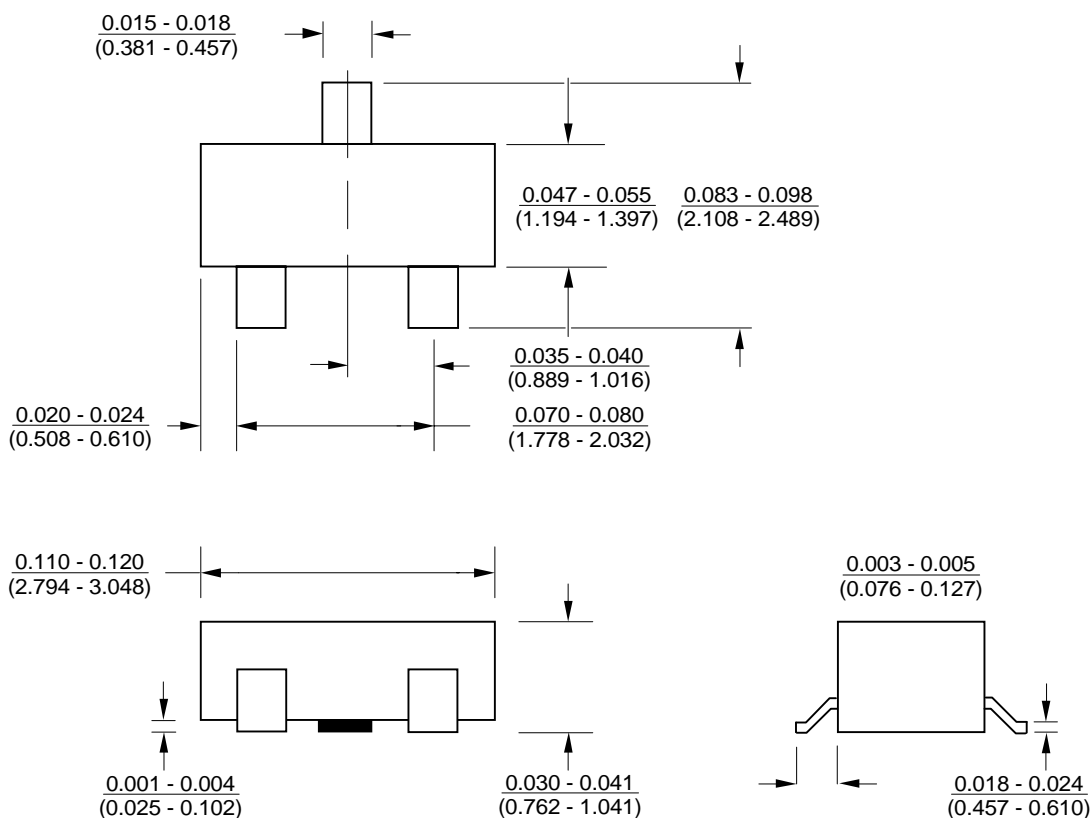 0.015 - 0.018
(0.381 - 0.457)
0.047 - 0.055
(1.194 - 1.397)
0.083 - 0.098
(2.108 - 2.489)
0.035 - 0.040
(0.889 - 1.016)
0.020 - 0.024
(0.508 - 0.610)
0.070 - 0.080
(1.778 - 2.032)
0.110 - 0.120
(2.794 - 3.048)
0.003 - 0.005
(0.076 - 0.127)
0.001 - 0.004
(0.025 - 0.102)
0.030 - 0.041
(0.762 - 1.041)
0.018 - 0.024
(0.457 - 0.610)